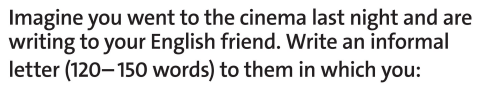 Imagine you went to the cinema last night and are
writing to your English friend. Write an informal
letter (120–150 words) to them in which you: